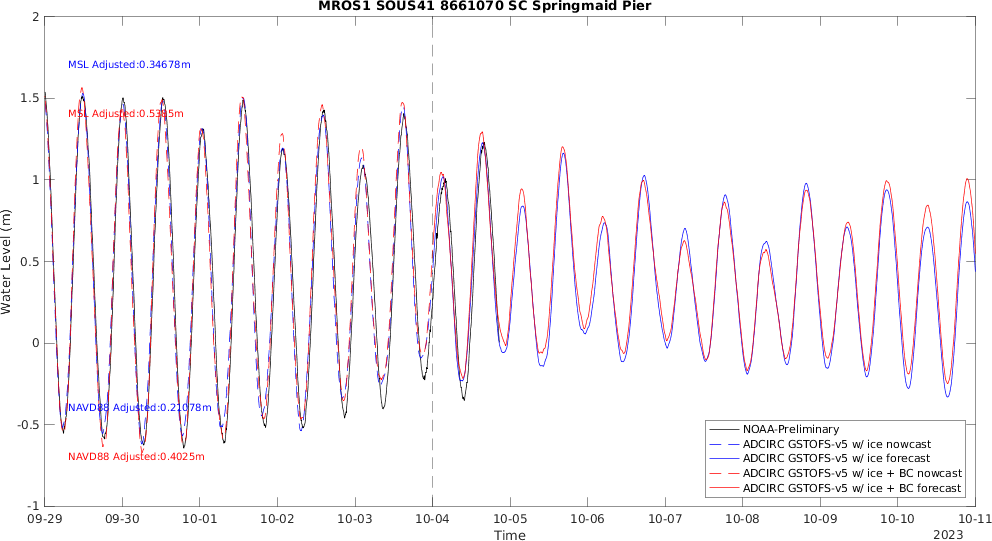 MROS1 SOUS41 8661070 SC Springmaid Pier
2
1.5
1
0.5
0
-0.5
-1
Water Level (m)
MSL Adjusted:0.34678m
MSL Adjusted:0.5365m
NAVD88 Adjusted:0.21078m
NAVD88 Adjusted:0.4025m
NOAA-Preliminary
ADCIRC GSTOFS-v5 w/ ice nowcast
ADCIRC GSTOFS-v5 w/ ice forecast
ADCIRC GSTOFS-v5 w/ ice + BC nowcast
ADCIRC GSTOFS-v5 w/ ice + BC forecast
09-29 09-30 10-01 10-02 10-03 10-04 10-05 10-06 10-07 10-08 10-09 10-10 10-11
Time
2023